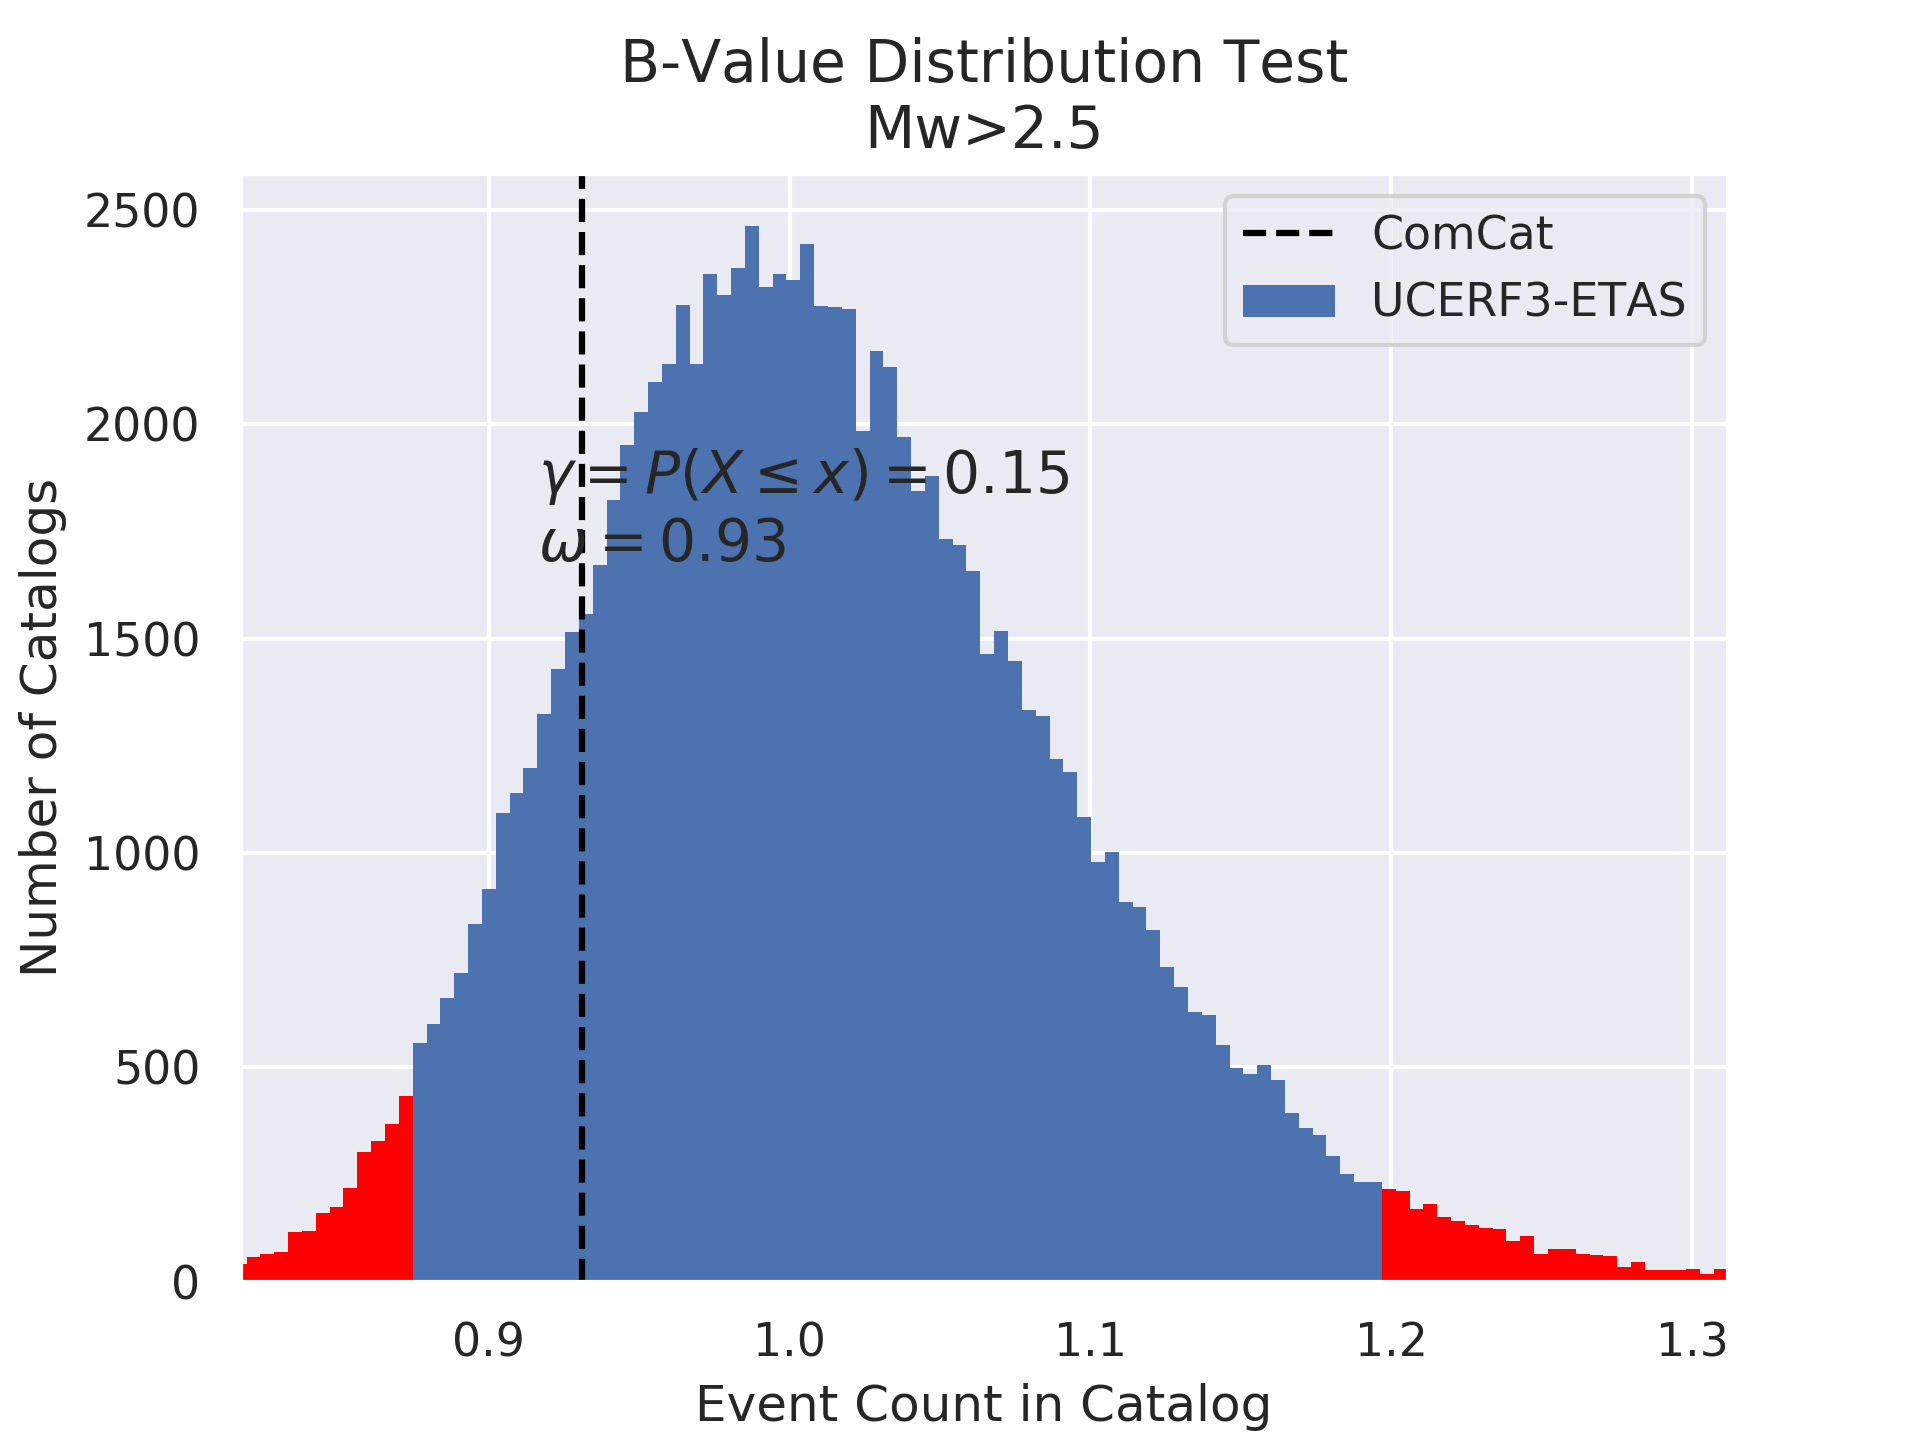 B-Value Distribution Test
Mw>2.5
2500
2000
1500
1000
500
0
Number of Catalogs
ComCat
UCERF3-ETAS
γ = P(X ≤ x) = 0.15
ω = 0.93
0.9 1.0 1.1 1.2 1.3
Event Count in Catalog